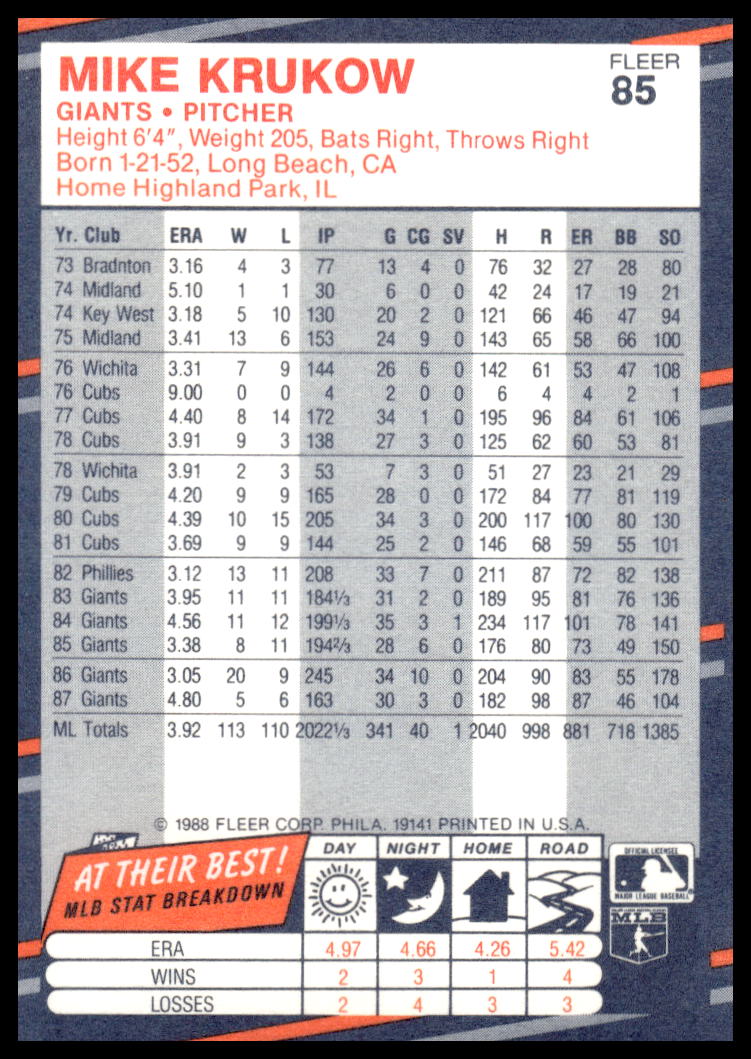 MIKE KRUKOW
FLEER
85
GIANTS • PITCHER
Height 6'4", Weight 205, Bats Right, Throws Right
Born 1-21-52, Long Beach, CA
Home Highland Park, IL
Yr. Club ERA W L IP G CG SV H R ER BB SO
73 Bradnton 3.16 4 3 77 13 4 0 76 32 27 28 80
74 Midland 5.10 1 1 30 6 0 0 42 24 17 19 21
74 Key West 3.18 5 10 130 20 2 0 121 66 46 47 94
75 Midland 3.41 13 6 153 24 9 0 143 65 58 66 100
76 Wichita 3.31 7 9 144 26 6 0 142 61 53 47 108
76 Cubs 9.00 0 0 4 2 0 0 6 4 4 2 1
77 Cubs 4.40 8 14 172 34 1 0 195 96 84 61 106
78 Cubs 3.91 9 3 138 27 3 0 125 62 60 53 81
78 Wichita 3.91 2 3 53 7 3 0 51 27 23 21 29
79 Cubs 4.20 9 9 165 28 0 0 172 84 77 81 119
80 Cubs 4.39 10 15 205 34 3 0 200 117 100 80 130
81 Cubs 3.69 9 9 144 25 2 0 146 68 59 55 101
82 Phillies 3.12 13 11 208 33 7 0 211 87 72 82 138
83 Giants 3.95 11 11 184⅓ 31 2 0 189 95 81 76 136
84 Giants 4.56 11 12 199⅓ 35 3 1 234 117 101 78 141
85 Giants 3.38 8 11 194⅔ 28 6 0 176 80 73 49 150
86 Giants 3.05 20 9 245 34 10 0 204 90 83 55 178
87 Giants 4.80 5 6 163 30 3 0 182 98 87 46 104
ML Totals 3.92 113 110 2022⅓ 341 40 1 2040 998 881 718 1385
© 1988 FLEER CORP. PHILA. 19141 PRINTED IN U.S.A.
AT THEIR BEST!
MLB STAT BREAKDOWN
DAY NIGHT HOME ROAD
ERA 4.97 4.66 4.26 5.42
WINS 2 3 1 4
LOSSES 2 4 3 3
OFFICIAL LICENSEE
MAJOR LEAGUE BASEBALL